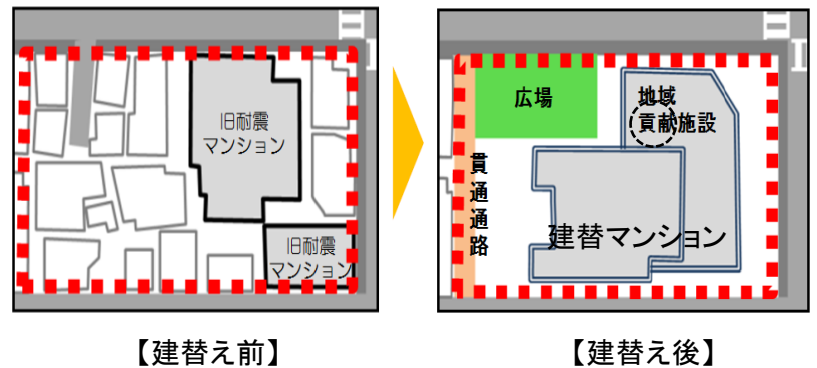 旧耐震
マンション
旧耐震
マンション
【建替え前】
広場
地域
貢献施設
貫通通路
建替マンション
【建替え後】